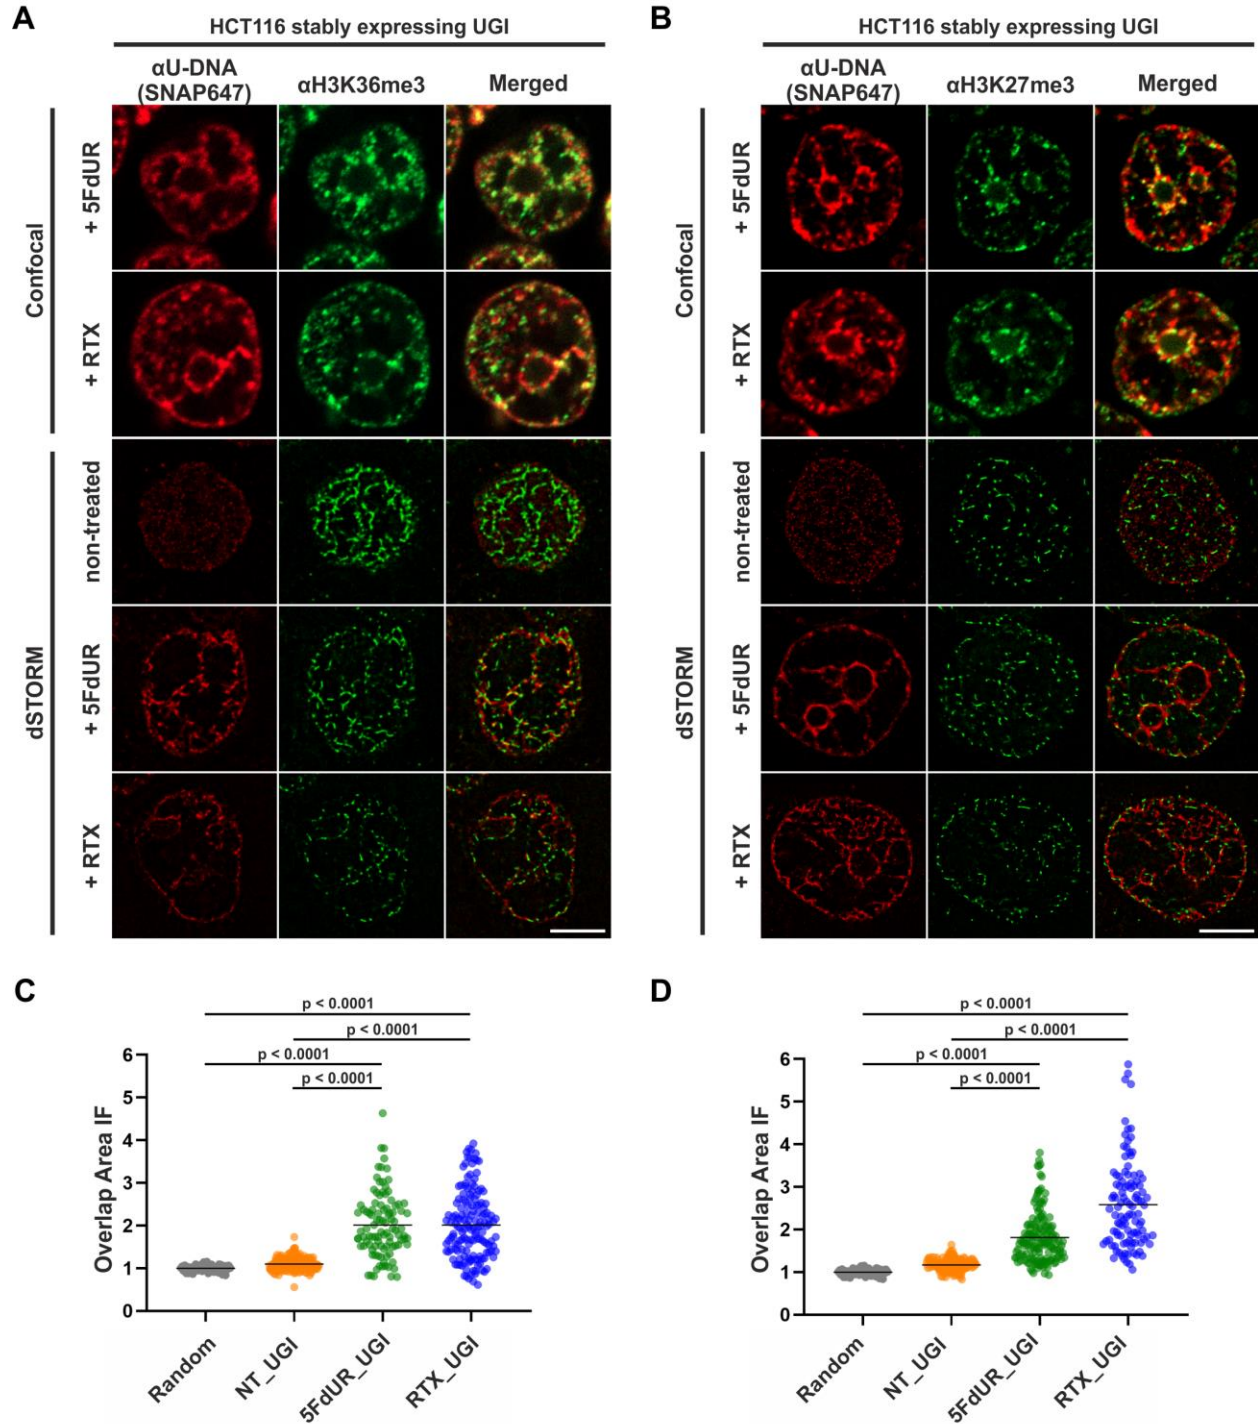 A
HCT116 stably expressing UGI
αU-DNA
(SNAP647)
αH3K36me3
Merged
Confocal
+ 5FdUR
+ RTX
dSTORM
non-treated
+ 5FdUR
+ RTX
B
HCT116 stably expressing UGI
αU-DNA
(SNAP647)
αH3K27me3
Merged
Confocal
+ 5FdUR
+ RTX
dSTORM
non-treated
+ 5FdUR
+ RTX
C
p < 0.0001
p < 0.0001
p < 0.0001
p < 0.0001
Overlap Area IF
6
5
4
3
2
1
0
Random
NT_UGI
5FdUR_UGI
RTX_UGI
D
p < 0.0001
p < 0.0001
p < 0.0001
p < 0.0001
Overlap Area IF
6
5
4
3
2
1
0
Random
NT_UGI
5FdUR_UGI
RTX_UGI